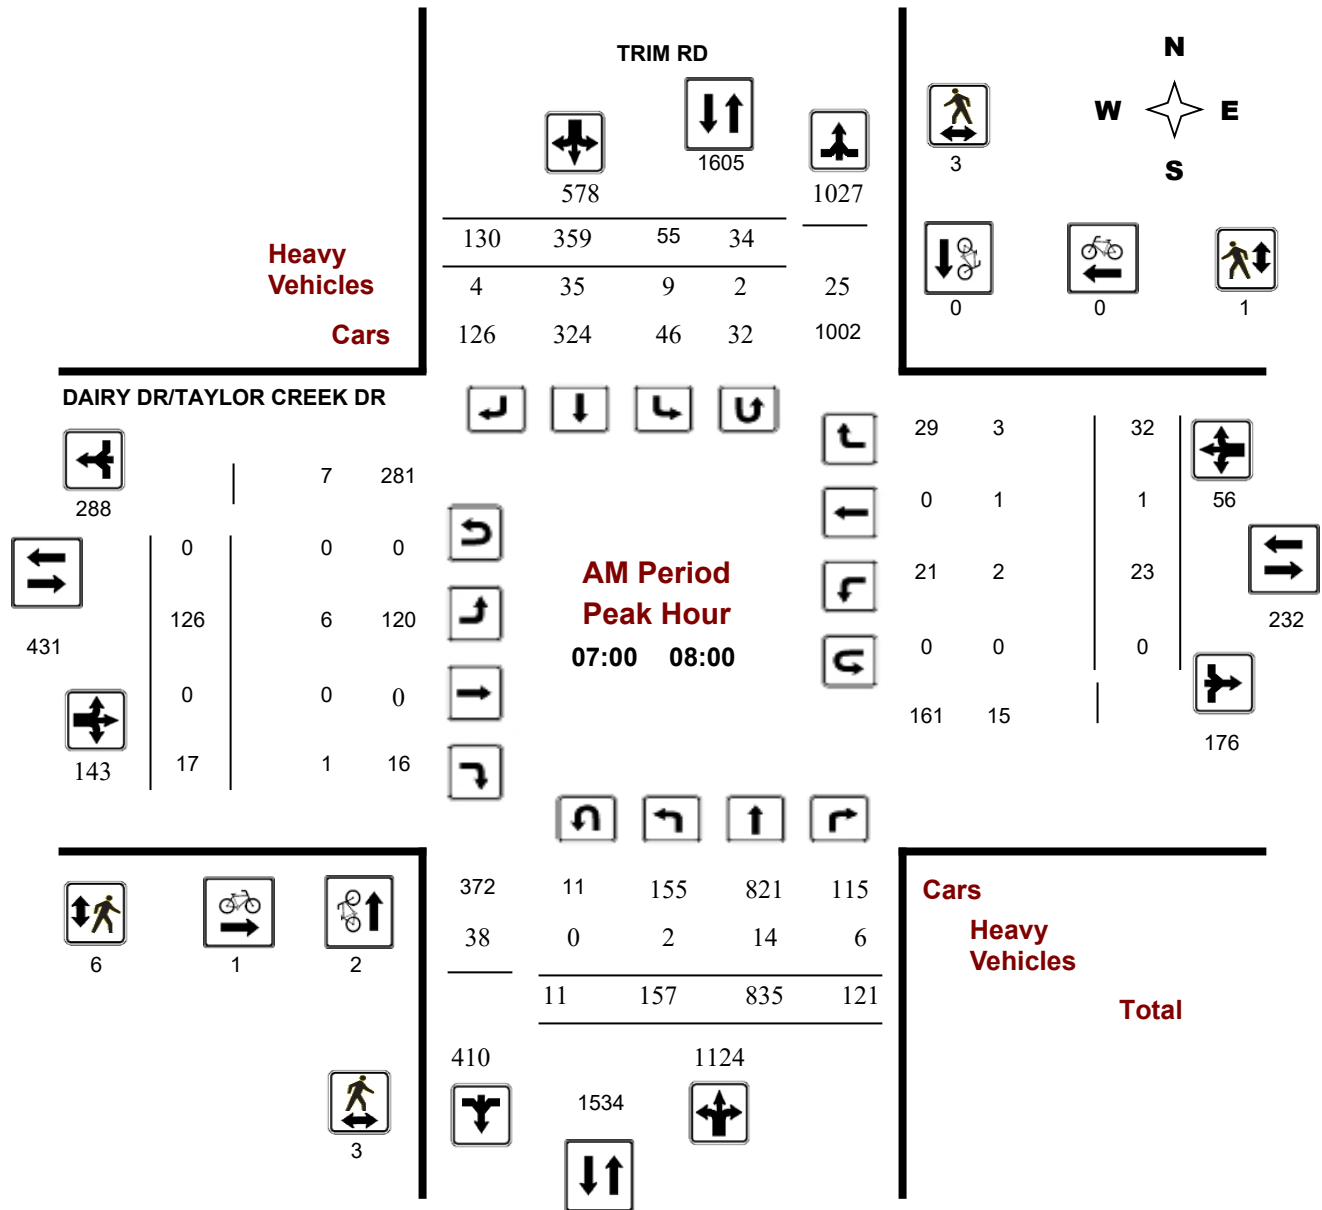 TRIM RD
N
W E
S
1605
3
578
1027
130 359 55 34
Heavy
Vehicles
4 35 9 2 25
0 0 1
Cars
126 324 46 32 1002
DAIRY DR/TAYLOR CREEK DR
29 3 32
7 281
288
0 1 1 56
0 0 0
AM Period
21 2 23
Peak Hour
126 6 120
232
431
07:00 08:00
0 0 0
0 0 0
161 15
176
143
17 1 16
372 11 155 821 115
Cars
38 0 2 14 6
Heavy
Vehicles
6 1 2
11 157 835 121
Total
410 1124
1534
3